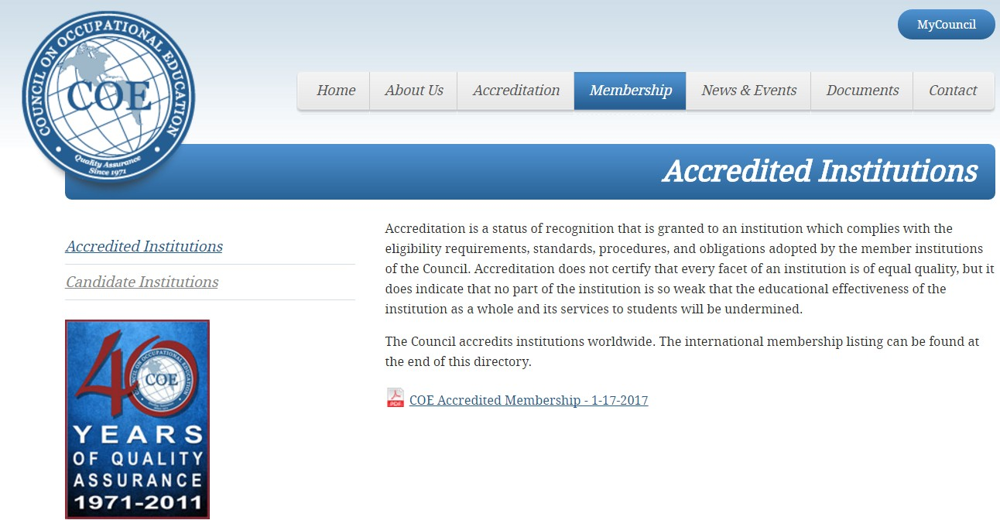 COUNCIL ON OCCUPATIONAL EDUCATION
COE
Quality Assurance
Since 1971
MyCouncil
Home About Us Accreditation Membership News & Events Documents Contact
Accredited Institutions
Accredited Institutions
Candidate Institutions
40
COUNCIL ON OCCUPATIONAL EDUCATION
COE
YEARS
OF QUALITY
ASSURANCE
1971-2011
Accreditation is a status of recognition that is granted to an institution which complies with the
eligibility requirements, standards, procedures, and obligations adopted by the member institutions
of the Council. Accreditation does not certify that every facet of an institution is of equal quality, but it
does indicate that no part of the institution is so weak that the educational effectiveness of the
institution as a whole and its services to students will be undermined.
The Council accredits institutions worldwide. The international membership listing can be found at
the end of this directory.
PDF COE Accredited Membership - 1-17-2017